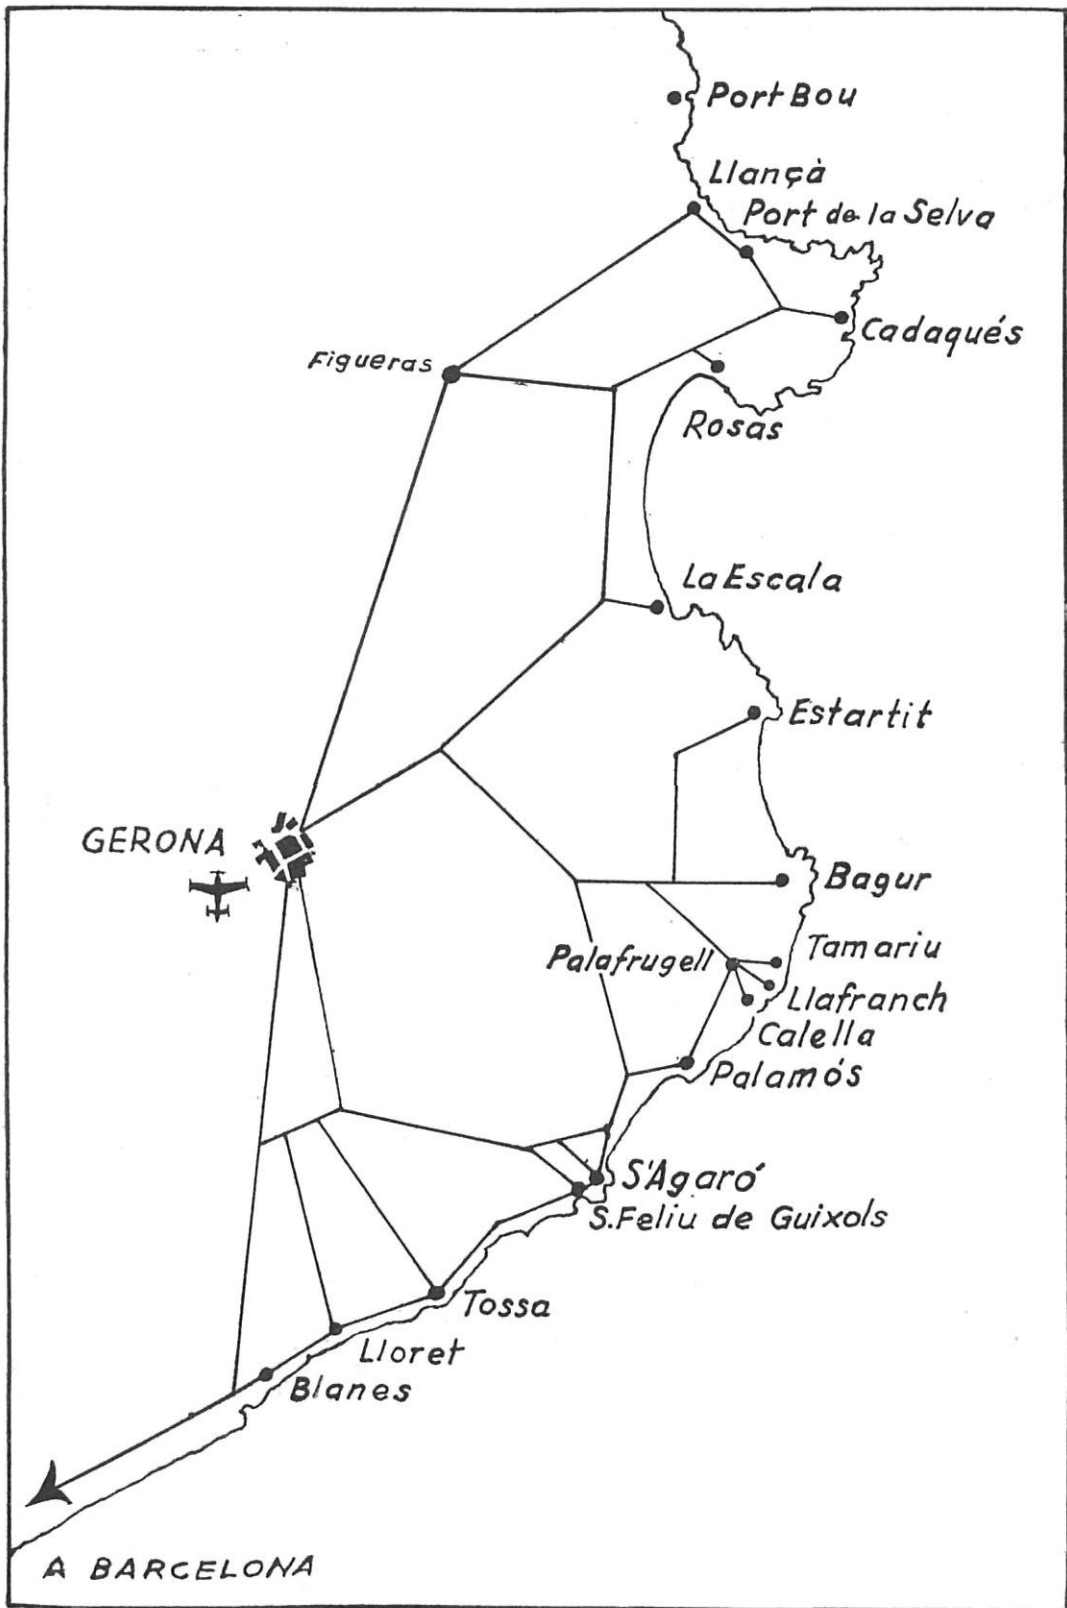 Port Bou
Llançà
Port de la Selva
Cadaqués
Figueras
Rosas
La Escala
Estartit
GERONA
Bagur
Tamariu
Palafrugell
Llafranch
Calella
Palamós
S'Agaró
S.Feliu de Guixols
Tossa
Lloret
Blanes
A BARCELONA